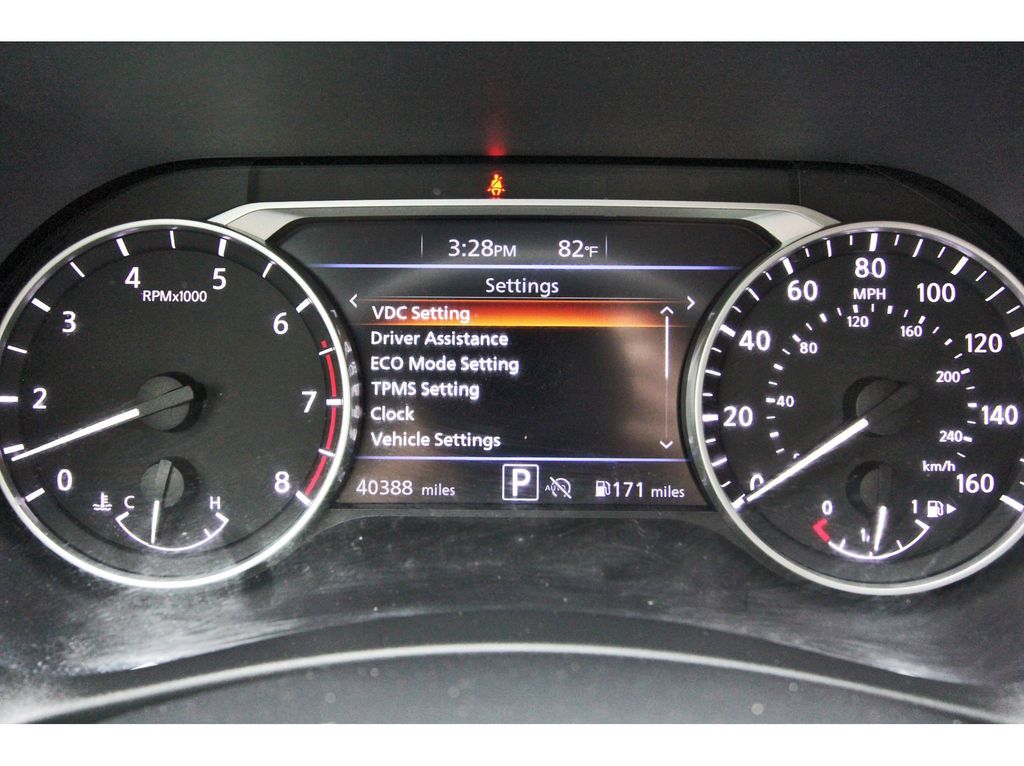 3:28PM 82°F
Settings
VDC Setting
Driver Assistance
ECO Mode Setting
TPMS Setting
Clock
Vehicle Settings
40388 miles P AUTO 171 miles
0 2 3 4 5 6 7 8
RPMx1000
C H
0 20 40 60 80 100 120 140 160
MPH
40 80 120 160 200 240
km/h
0 1